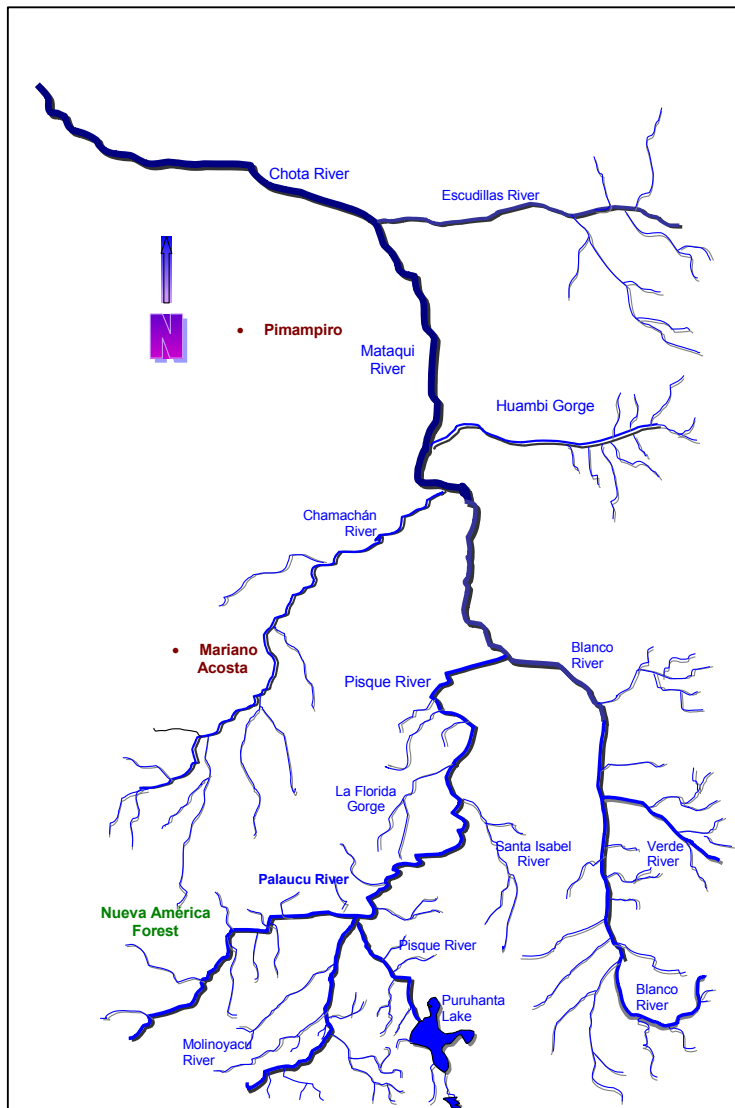 Chota River
Escudillas River
N
Pimampiro
Mataqui
River
Huambi Gorge
Chamachán
River
Mariano
Acosta
Blanco
River
Pisque River
La Florida
Gorge
Santa Isabel
River
Verde
River
Palaucu River
Nueva América
Forest
Pisque River
Blanco
River
Puruhanta
Lake
Molinoyacu
River